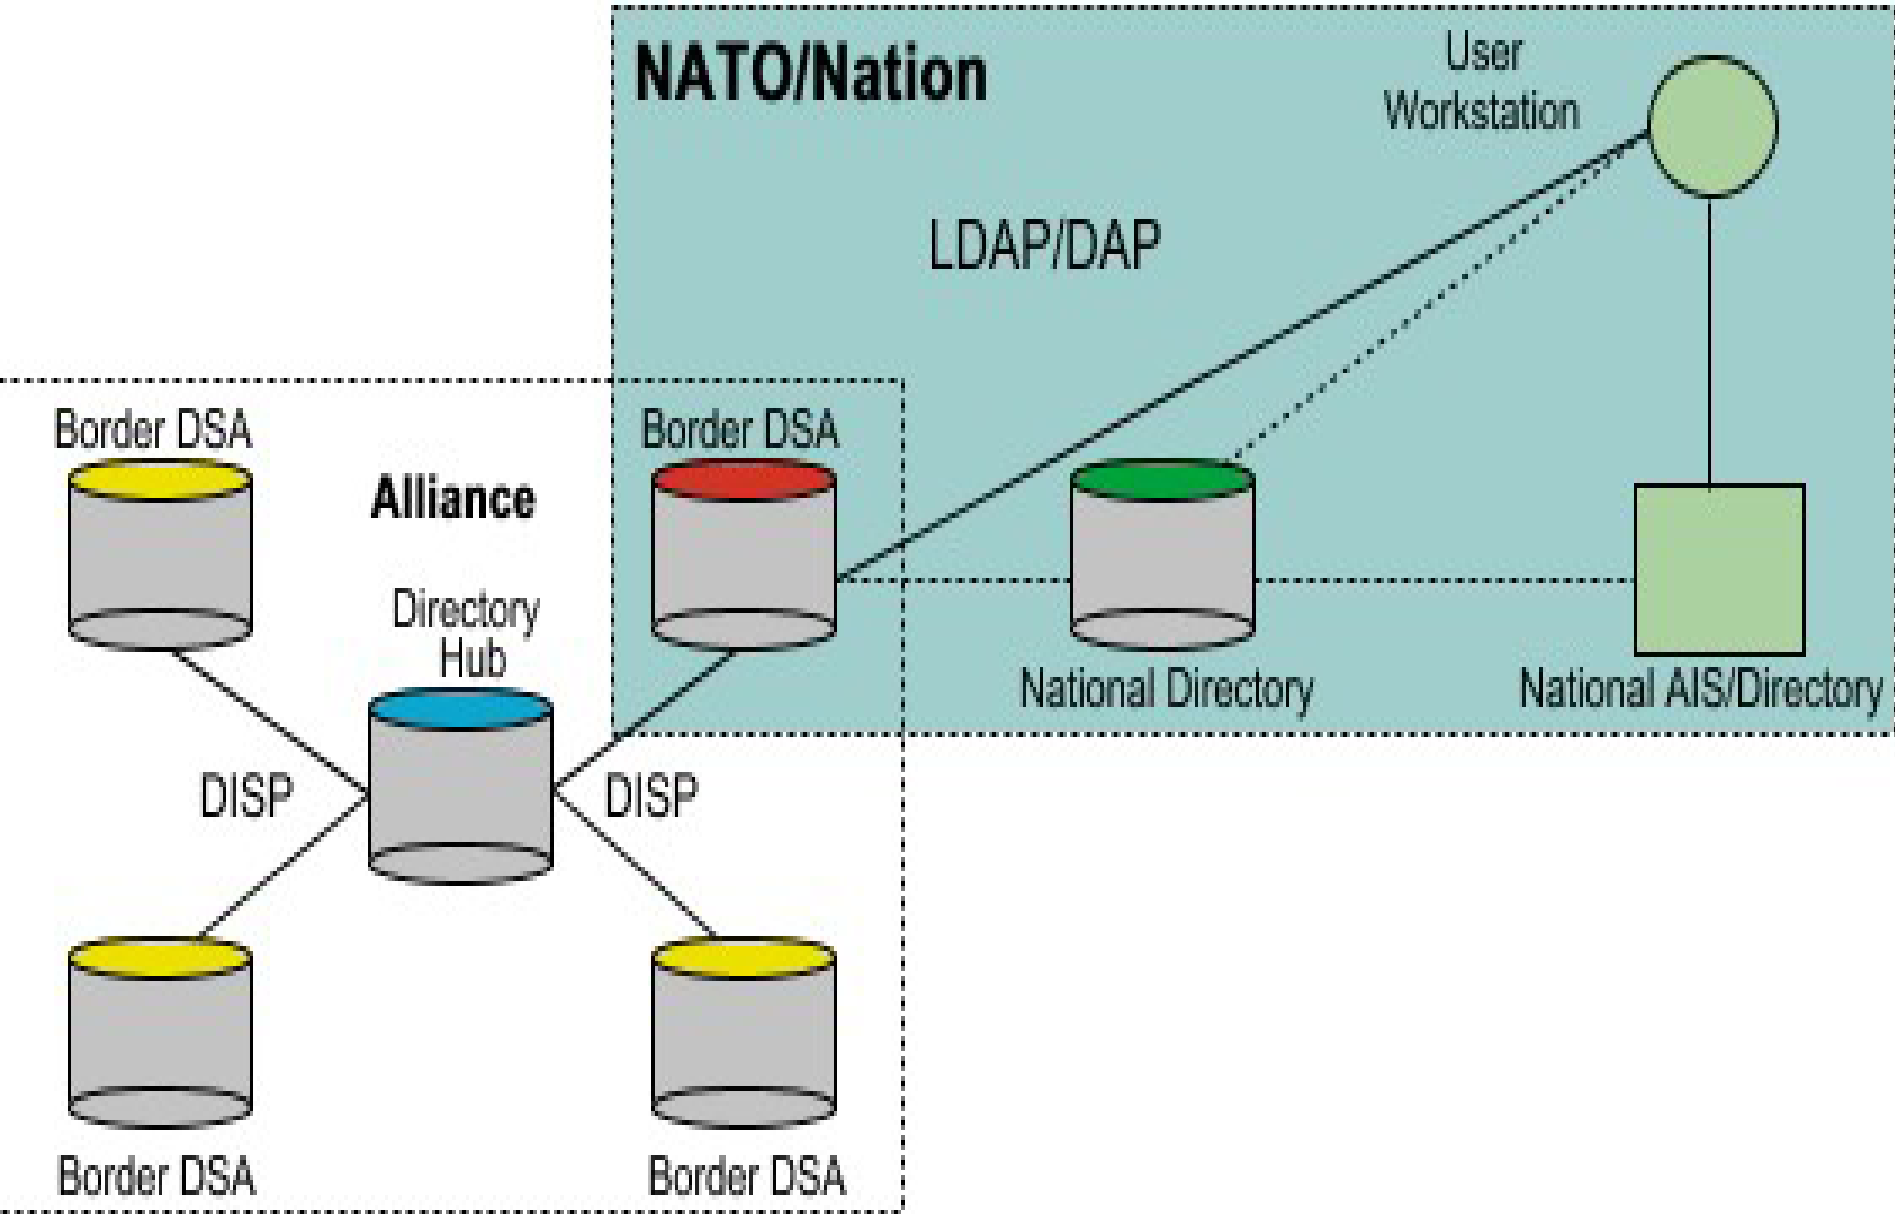 NATO/Nation
User
Workstation
LDAP/DAP
Border DSA
Border DSA
Alliance
Directory
Hub
National Directory
National AIS/Directory
DISP
DISP
Border DSA
Border DSA